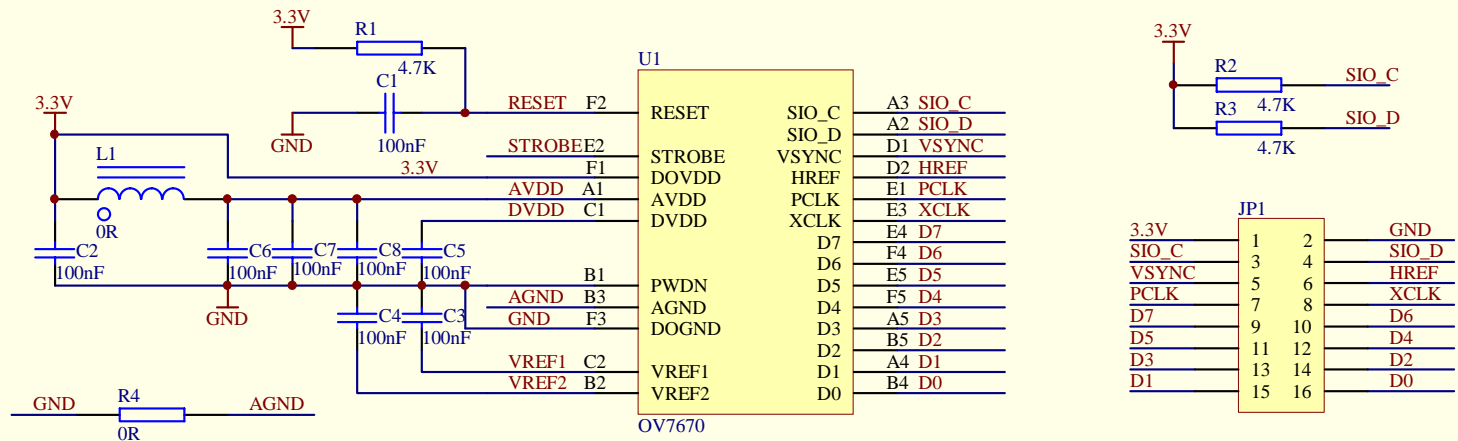 3.3V
R1
4.7K
C1
100nF
GND
3.3V
L1
0R
C2
100nF
C6
100nF
C7
100nF
C8
100nF
C5
100nF
GND
C4
100nF
C3
100nF
GND R4 AGND
0R
3.3V
U1
RESET F2 RESET
STROBE E2 STROBE
F1 DOVDD
AVDD A1 AVDD
DVDD C1 DVDD
B1 PWDN
AGND B3 AGND
GND F3 DOGND
VREF1 C2 VREF1
VREF2 B2 VREF2
SIO_C A3 SIO_C
SIO_D A2 SIO_D
VSYNC D1 VSYNC
HREF D2 HREF
PCLK E1 PCLK
XCLK E3 XCLK
D7 E4 D7
D6 F4 D6
D5 E5 D5
D4 F5 D4
D3 A5 D3
D2 B5 D2
D1 A4 D1
D0 B4 D0
OV7670
3.3V
R2 SIO_C
4.7K
R3 SIO_D
4.7K
JP1
3.3V 1 2 GND
SIO_C 3 4 SIO_D
VSYNC 5 6 HREF
PCLK 7 8 XCLK
D7 9 10 D6
D5 11 12 D4
D3 13 14 D2
D1 15 16 D0